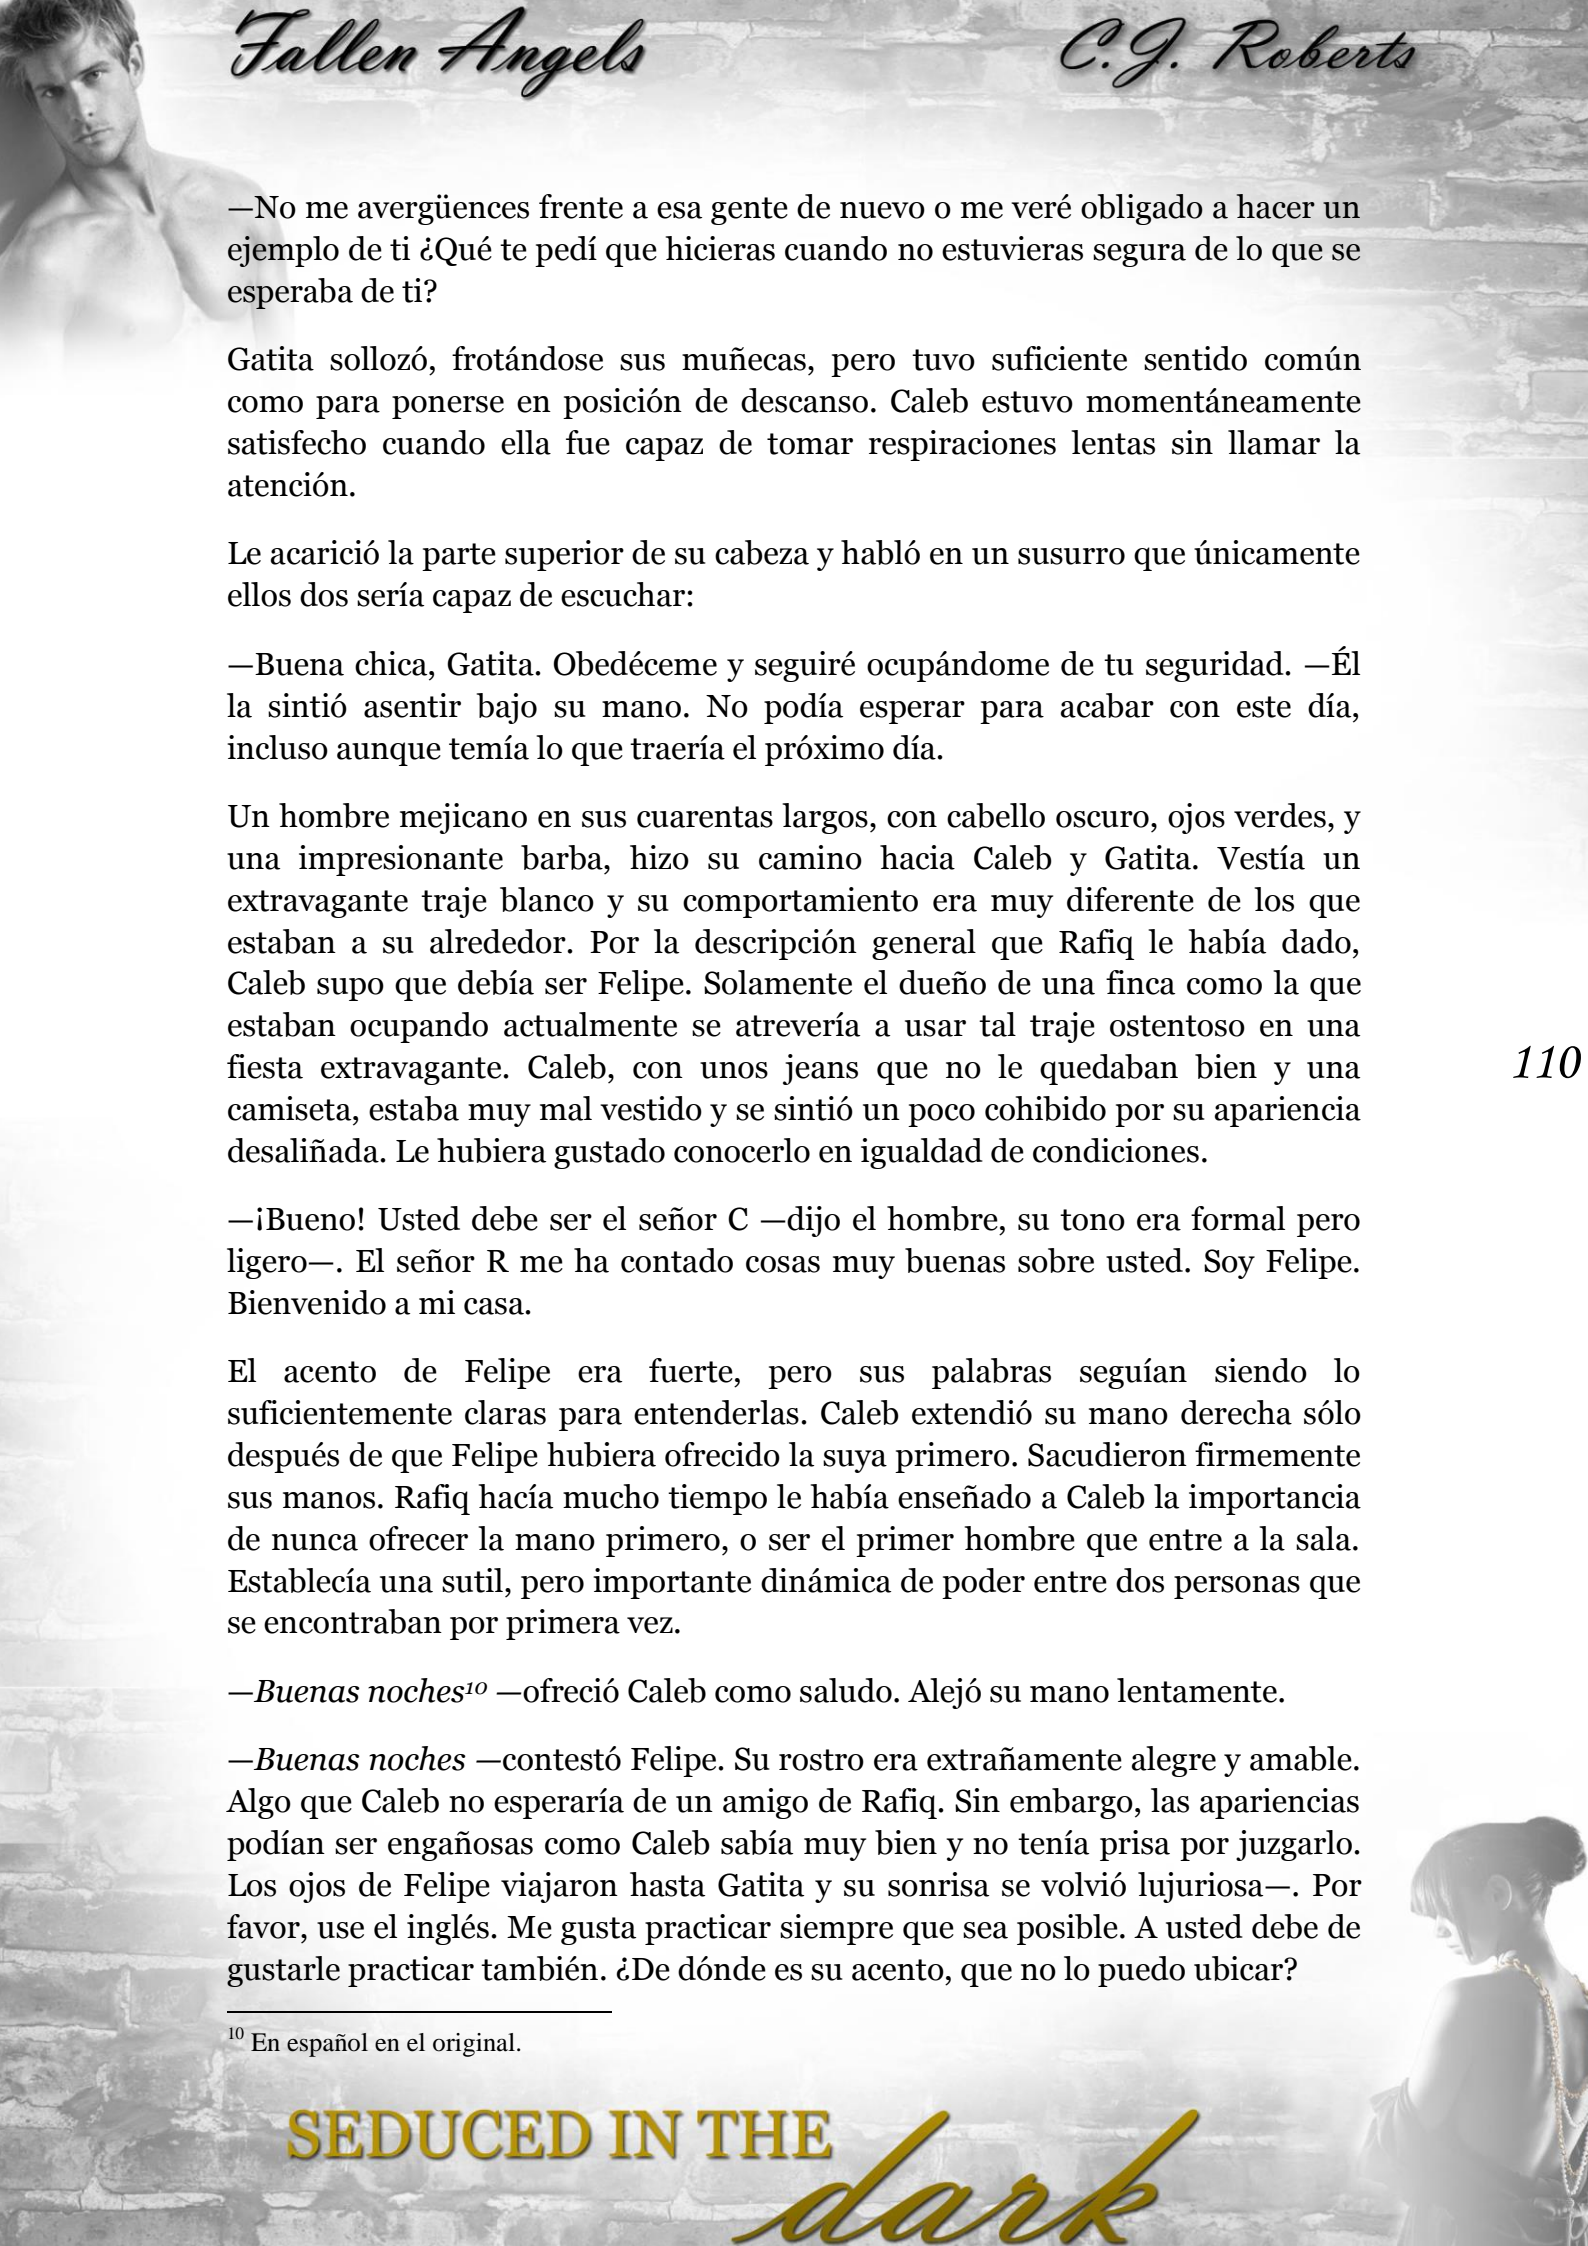 Fallen Angels
C.J. Roberts
—No me avergüences frente a esa gente de nuevo o me veré obligado a hacer un
ejemplo de ti ¿Qué te pedí que hicieras cuando no estuvieras segura de lo que se
esperaba de ti?
Gatita sollozó, frotándose sus muñecas, pero tuvo suficiente sentido común
como para ponerse en posición de descanso. Caleb estuvo momentáneamente
satisfecho cuando ella fue capaz de tomar respiraciones lentas sin llamar la
atención.
Le acarició la parte superior de su cabeza y habló en un susurro que únicamente
ellos dos sería capaz de escuchar:
—Buena chica, Gatita. Obedéceme y seguiré ocupándome de tu seguridad. —Él
la sintió asentir bajo su mano. No podía esperar para acabar con este día,
incluso aunque temía lo que traería el próximo día.
Un hombre mejicano en sus cuarentas largos, con cabello oscuro, ojos verdes, y
una impresionante barba, hizo su camino hacia Caleb y Gatita. Vestía un
extravagante traje blanco y su comportamiento era muy diferente de los que
estaban a su alrededor. Por la descripción general que Rafiq le había dado,
Caleb supo que debía ser Felipe. Solamente el dueño de una finca como la que
estaban ocupando actualmente se atrevería a usar tal traje ostentoso en una
fiesta extravagante. Caleb, con unos jeans que no le quedaban bien y una
camiseta, estaba muy mal vestido y se sintió un poco cohibido por su apariencia
desaliñada. Le hubiera gustado conocerlo en igualdad de condiciones.
110
—¡Bueno! Usted debe ser el señor C —dijo el hombre, su tono era formal pero
ligero—. El señor R me ha contado cosas muy buenas sobre usted. Soy Felipe.
Bienvenido a mi casa.
El acento de Felipe era fuerte, pero sus palabras seguían siendo lo
suficientemente claras para entenderlas. Caleb extendió su mano derecha sólo
después de que Felipe hubiera ofrecido la suya primero. Sacudieron firmemente
sus manos. Rafiq hacía mucho tiempo le había enseñado a Caleb la importancia
de nunca ofrecer la mano primero, o ser el primer hombre que entre a la sala.
Establecía una sutil, pero importante dinámica de poder entre dos personas que
se encontraban por primera vez.
—Buenas noches¹⁰ —ofreció Caleb como saludo. Alejó su mano lentamente.
—Buenas noches —contestó Felipe. Su rostro era extrañamente alegre y amable.
Algo que Caleb no esperaría de un amigo de Rafiq. Sin embargo, las apariencias
podían ser engañosas como Caleb sabía muy bien y no tenía prisa por juzgarlo.
Los ojos de Felipe viajaron hasta Gatita y su sonrisa se volvió lujuriosa—. Por
favor, use el inglés. Me gusta practicar siempre que sea posible. A usted debe de
gustarle practicar también. ¿De dónde es su acento, que no lo puedo ubicar?
¹⁰ En español en el original.
SEDUCED IN THE
dark